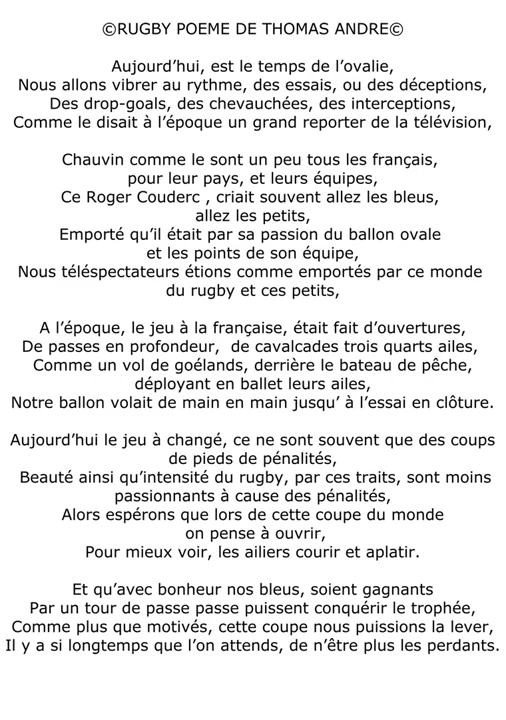 ©RUGBY POEME DE THOMAS ANDRE©
Aujourd’hui, est le temps de l’ovalie,
Nous allons vibrer au rythme, des essais, ou des déceptions,
Des drop-goals, des chevauchées, des interceptions,
Comme le disait à l’époque un grand reporter de la télévision,
Chauvin comme le sont un peu tous les français,
pour leur pays, et leurs équipes,
Ce Roger Couderc , criait souvent allez les bleus,
allez les petits,
Emporté qu’il était par sa passion du ballon ovale
et les points de son équipe,
Nous téléspectateurs étions comme emportés par ce monde
du rugby et ces petits,
A l’époque, le jeu à la française, était fait d’ouvertures,
De passes en profondeur, de cavalcades trois quarts ailes,
Comme un vol de goélands, derrière le bateau de pêche,
déployant en ballet leurs ailes,
Notre ballon volait de main en main jusqu’ à l’essai en clôture.
Aujourd’hui le jeu à changé, ce ne sont souvent que des coups
de pieds de pénalités,
Beauté ainsi qu’intensité du rugby, par ces traits, sont moins
passionnants à cause des pénalités,
Alors espérons que lors de cette coupe du monde
on pense à ouvrir,
Pour mieux voir, les ailiers courir et aplatir.
Et qu’avec bonheur nos bleus, soient gagnants
Par un tour de passe passe puissent conquérir le trophée,
Comme plus que motivés, cette coupe nous puissions la lever,
Il y a si longtemps que l’on attends, de n’être plus les perdants.